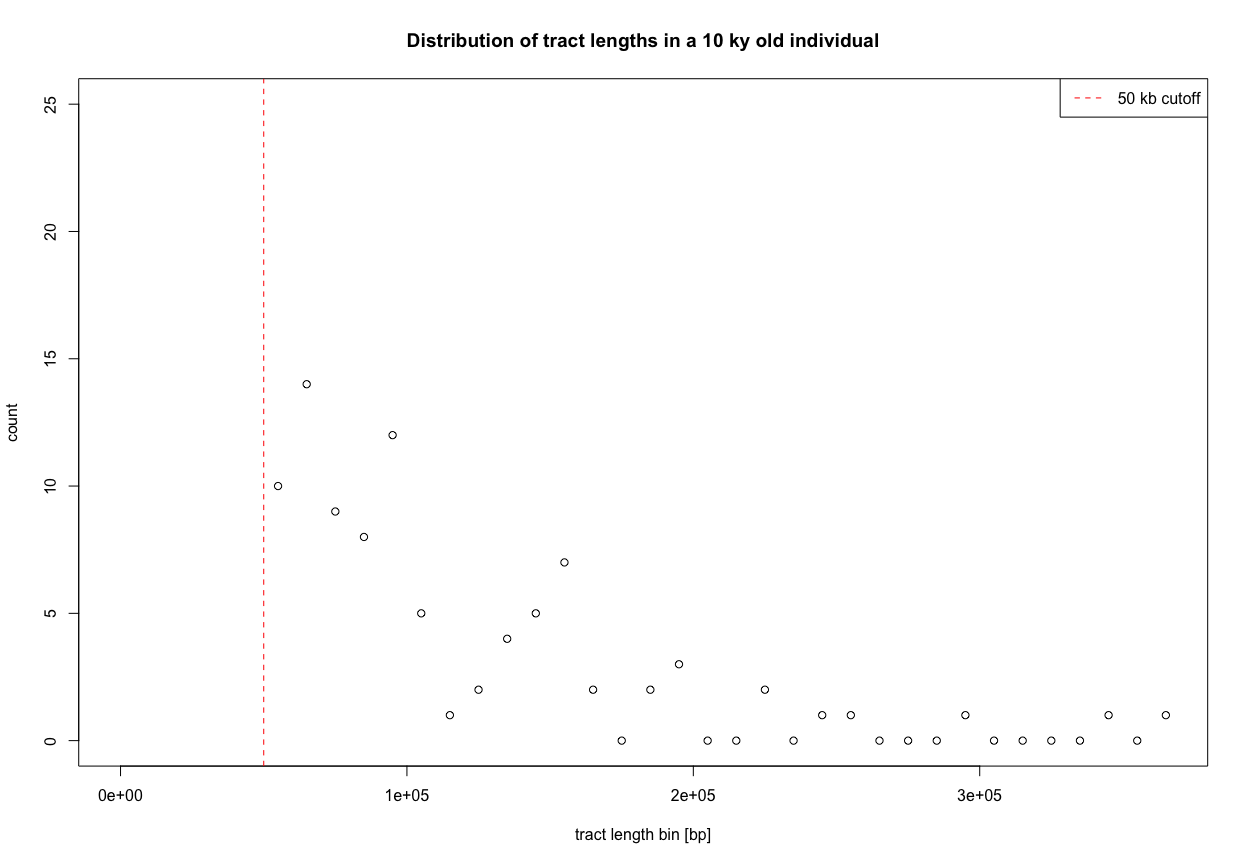 Distribution of tract lengths in a 10 ky old individual
50 kb cutoff
25
20
15
10
5
0
count
0e+00 1e+05 2e+05 3e+05
tract length bin [bp]